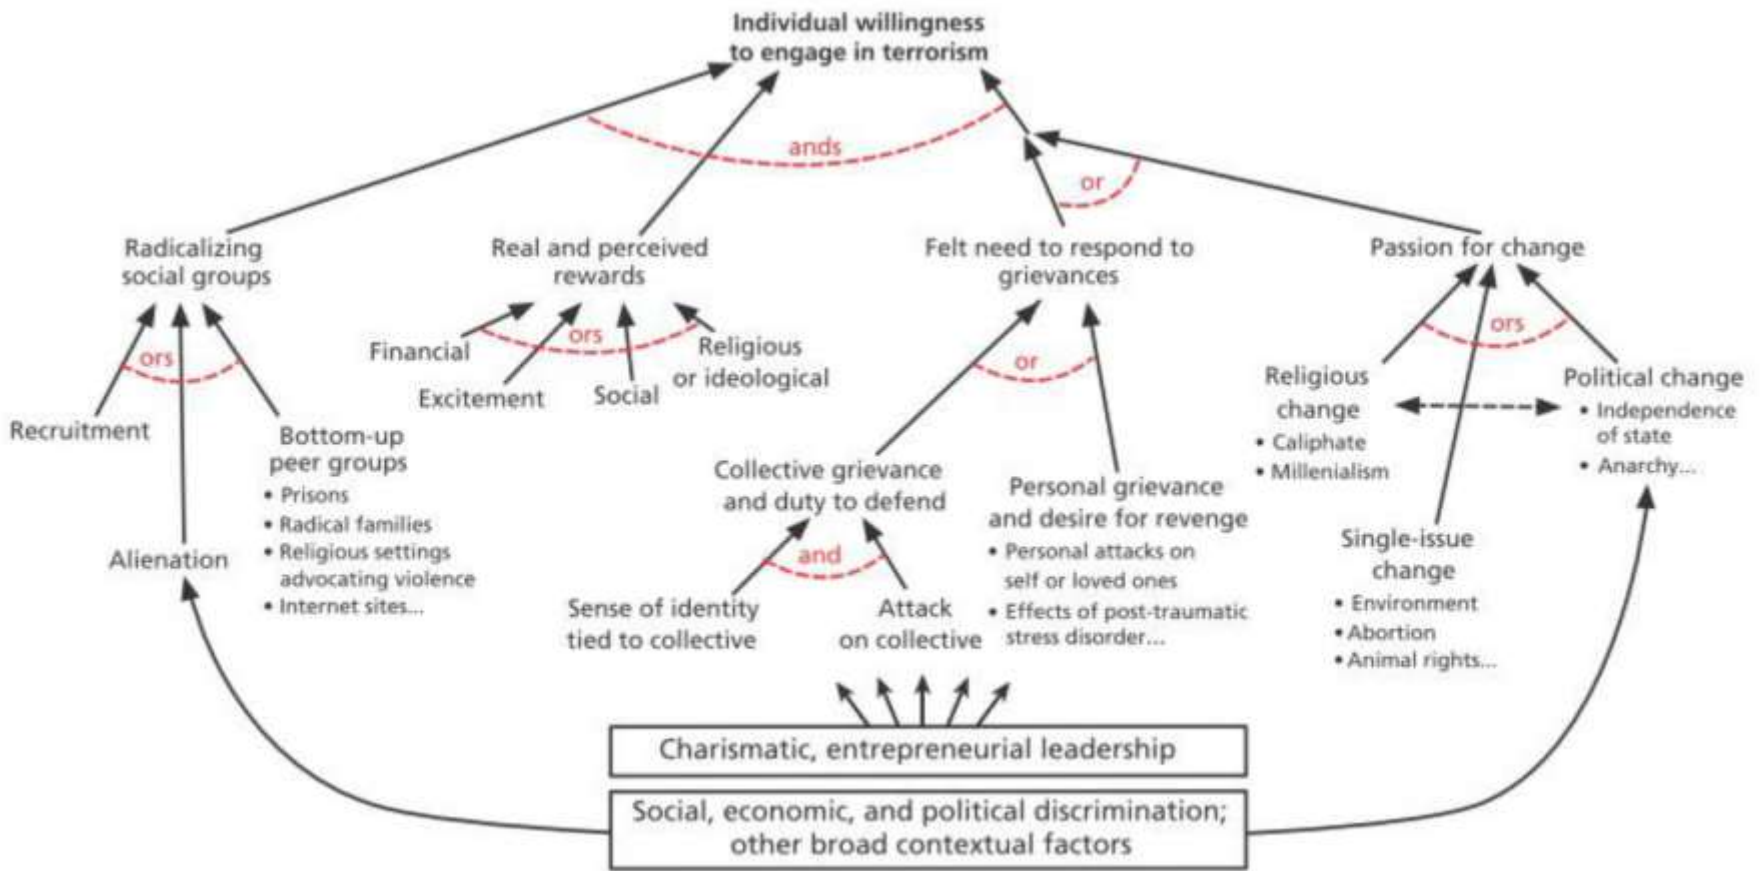 Individual willingness
to engage in terrorism
ands
or
Radicalizing
social groups
Real and perceived
rewards
Felt need to respond to
grievances
Passion for change
ors
Recruitment
Alienation
Bottom-up
peer groups
• Prisons
• Radical families
• Religious settings
advocating violence
• Internet sites...
ors
Financial
Excitement
Social
Religious
or ideological
or
Collective grievance
and duty to defend
and
Sense of identity
tied to collective
Attack
on collective
Personal grievance
and desire for revenge
• Personal attacks on
self or loved ones
• Effects of post-traumatic
stress disorder...
ors
Religious
change
• Caliphate
• Millenialism
Single-issue
change
• Environment
• Abortion
• Animal rights...
Political change
• Independence
of state
• Anarchy...
Charismatic, entrepreneurial leadership
Social, economic, and political discrimination;
other broad contextual factors